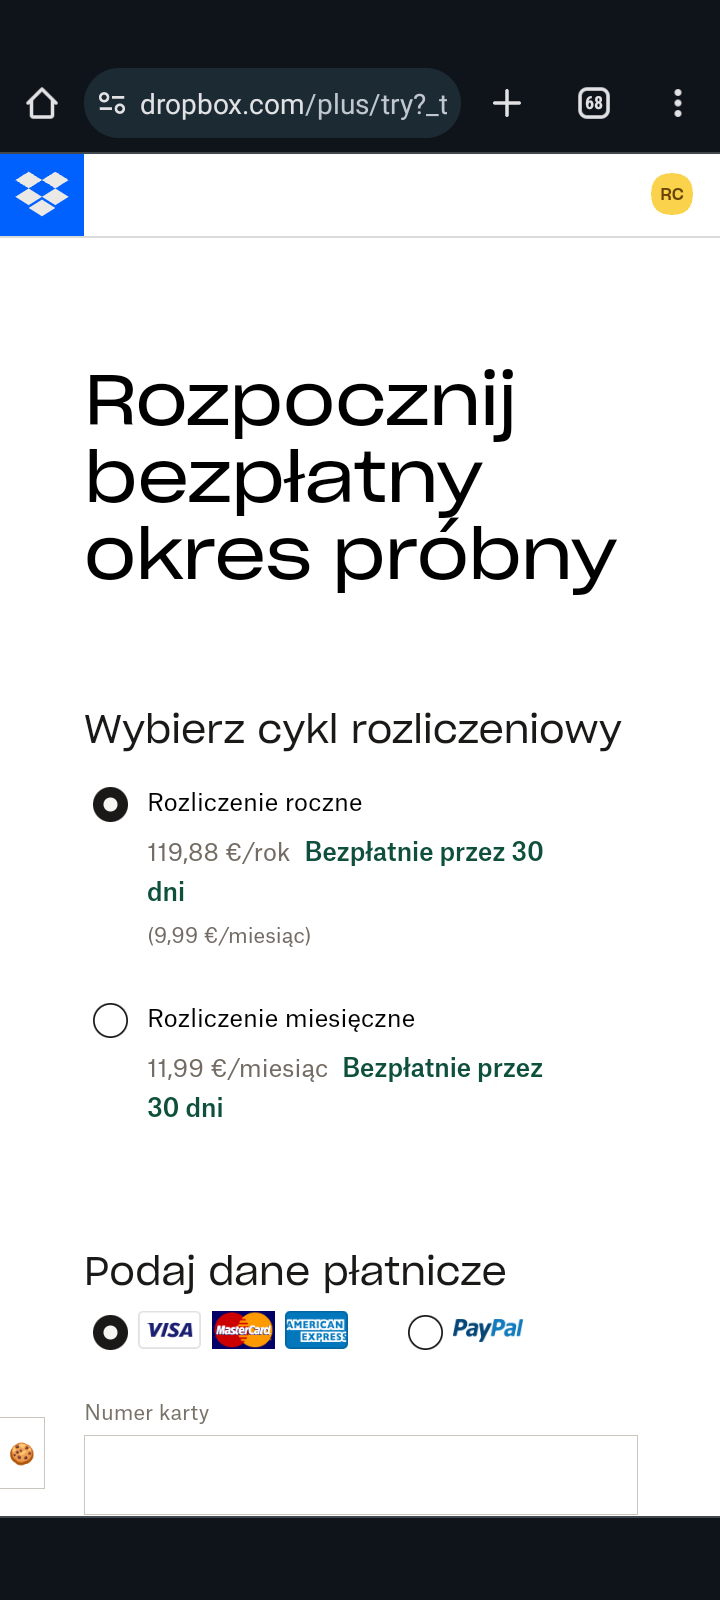 dropbox.com/plus/try?_t
68
RC
Rozpocznij
bezpłatny
okres próbny
Wybierz cykl rozliczeniowy
Rozliczenie roczne
119,88 €/rok Bezpłatnie przez 30
dni
(9,99 €/miesiąc)
Rozliczenie miesięczne
11,99 €/miesiąc Bezpłatnie przez
30 dni
Podaj dane płatnicze
VISA MasterCard AMERICAN EXPRESS PayPal
Numer karty